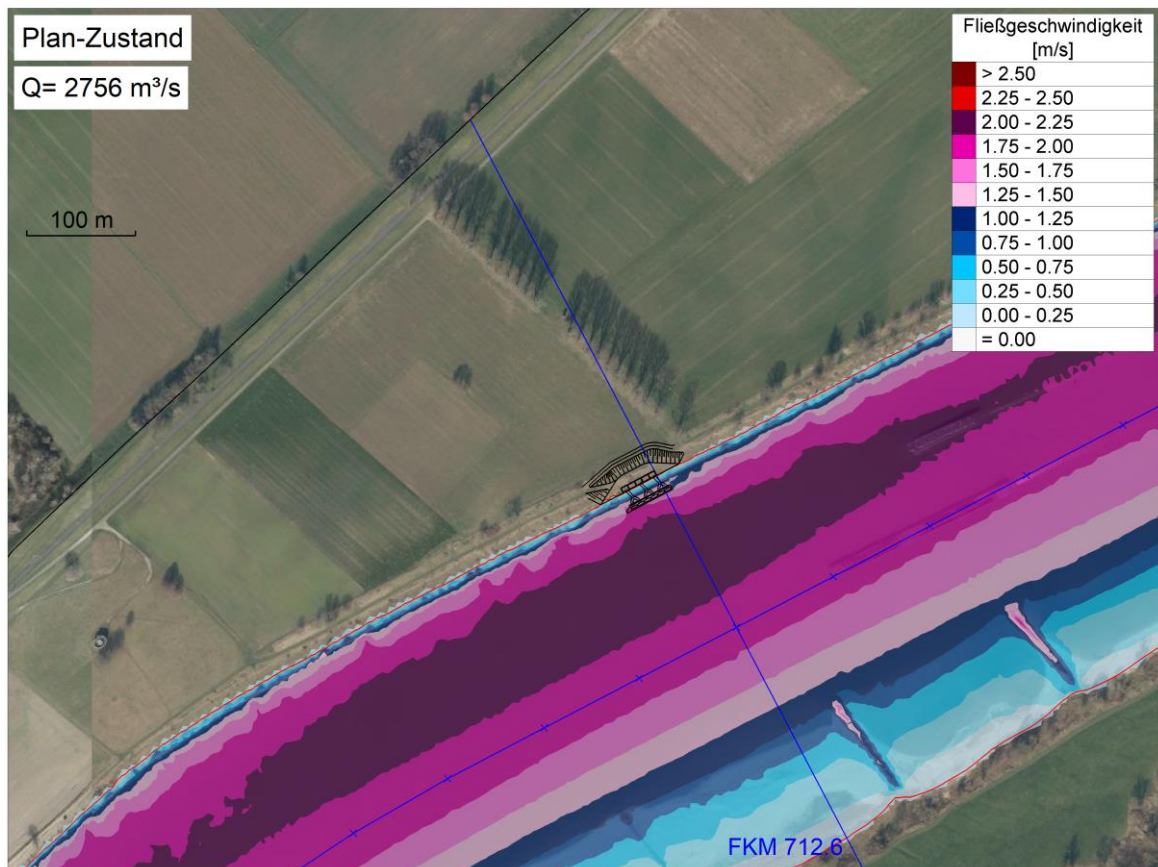 Plan-Zustand
Q= 2756 m³/s
100 m
Fließgeschwindigkeit
[m/s]
> 2.50
2.25 - 2.50
2.00 - 2.25
1.75 - 2.00
1.50 - 1.75
1.25 - 1.50
1.00 - 1.25
0.75 - 1.00
0.50 - 0.75
0.25 - 0.50
0.00 - 0.25
= 0.00
FKM 712.6